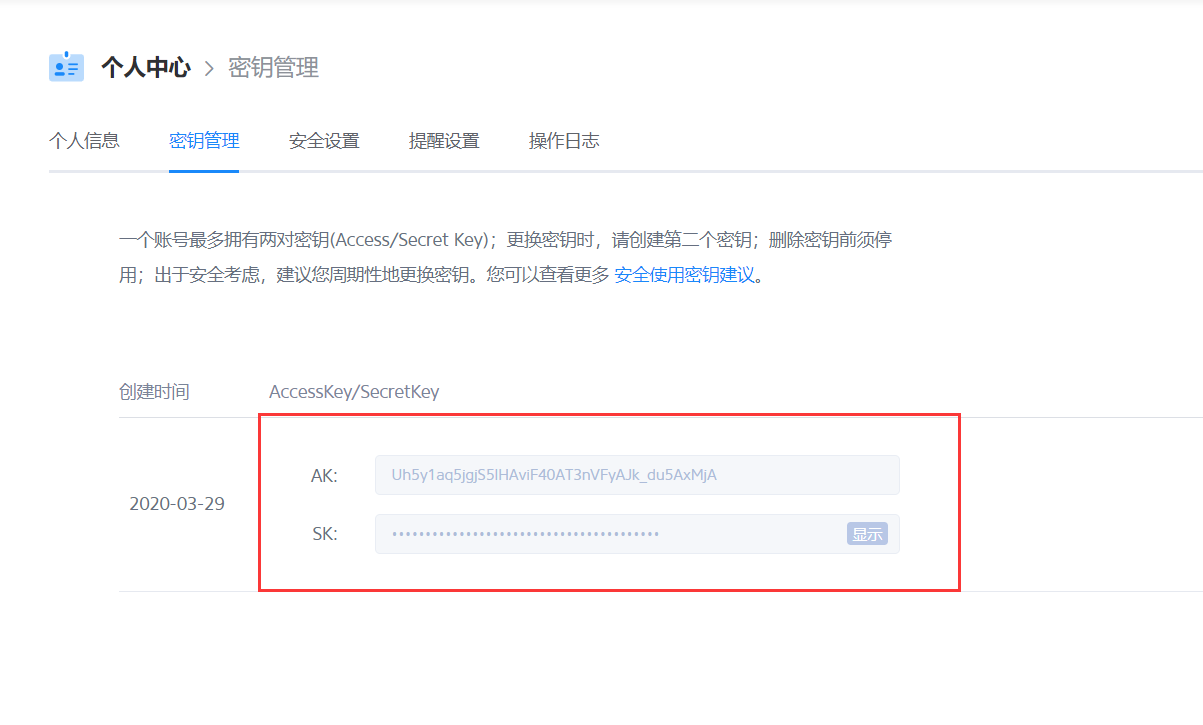 个人中心 > 密钥管理
个人信息 密钥管理 安全设置 提醒设置 操作日志
一个账号最多拥有两对密钥(Access/Secret Key)；更换密钥时，请创建第二个密钥；删除密钥前须停
用；出于安全考虑，建议您周期性地更换密钥。您可以查看更多 安全使用密钥建议。
创建时间 AccessKey/SecretKey
AK: Uh5y1aq5jgjS5IHAviF40AT3nVFyAJk_du5AxMjA
2020-03-29
SK: 显示